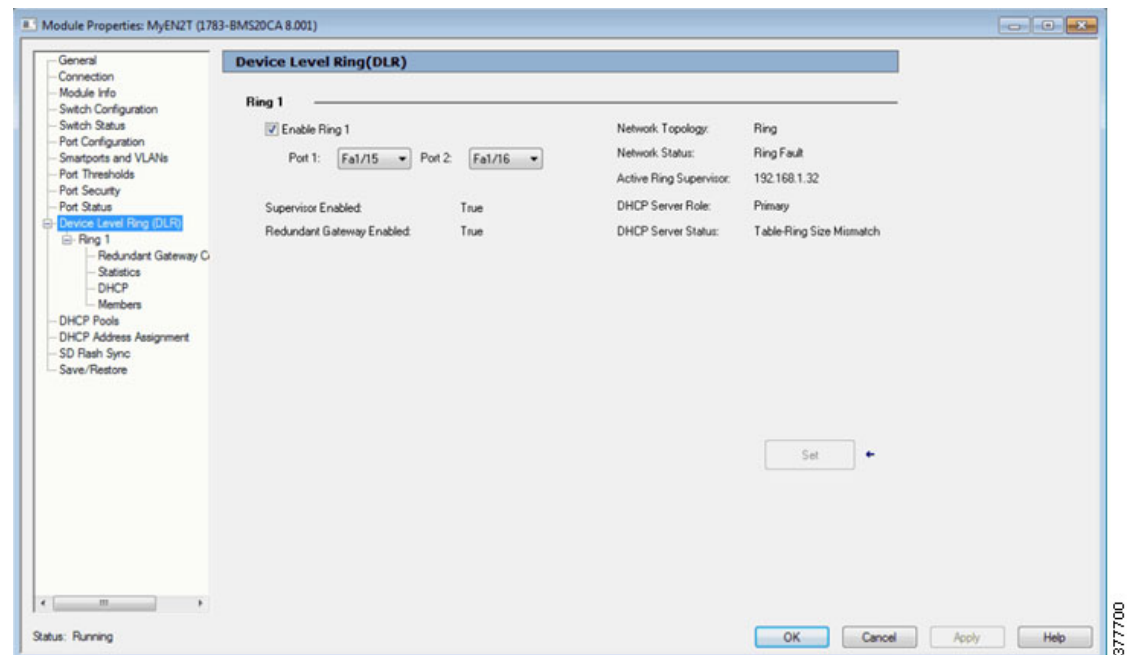 Module Properties: MyEN2T (1783-BMS20CA 8.001)
General
Connection
Module Info
Switch Configuration
Switch Status
Port Configuration
Smartports and VLANs
Port Thresholds
Port Security
Port Status
Device Level Ring (DLR)
Ring 1
Redundant Gateway C
Statistics
DHCP
Members
DHCP Pools
DHCP Address Assignment
SD Flash Sync
Save/Restore
Device Level Ring(DLR)
Ring 1
Enable Ring 1
Port 1: Fa1/15 Port 2: Fa1/16
Supervisor Enabled: True
Redundant Gateway Enabled: True
Network Topology: Ring
Network Status: Ring Fault
Active Ring Supervisor: 192.168.1.32
DHCP Server Role: Primary
DHCP Server Status: Table-Ring Size Mismatch
Set
Status: Running
OK Cancel Apply Help
377700